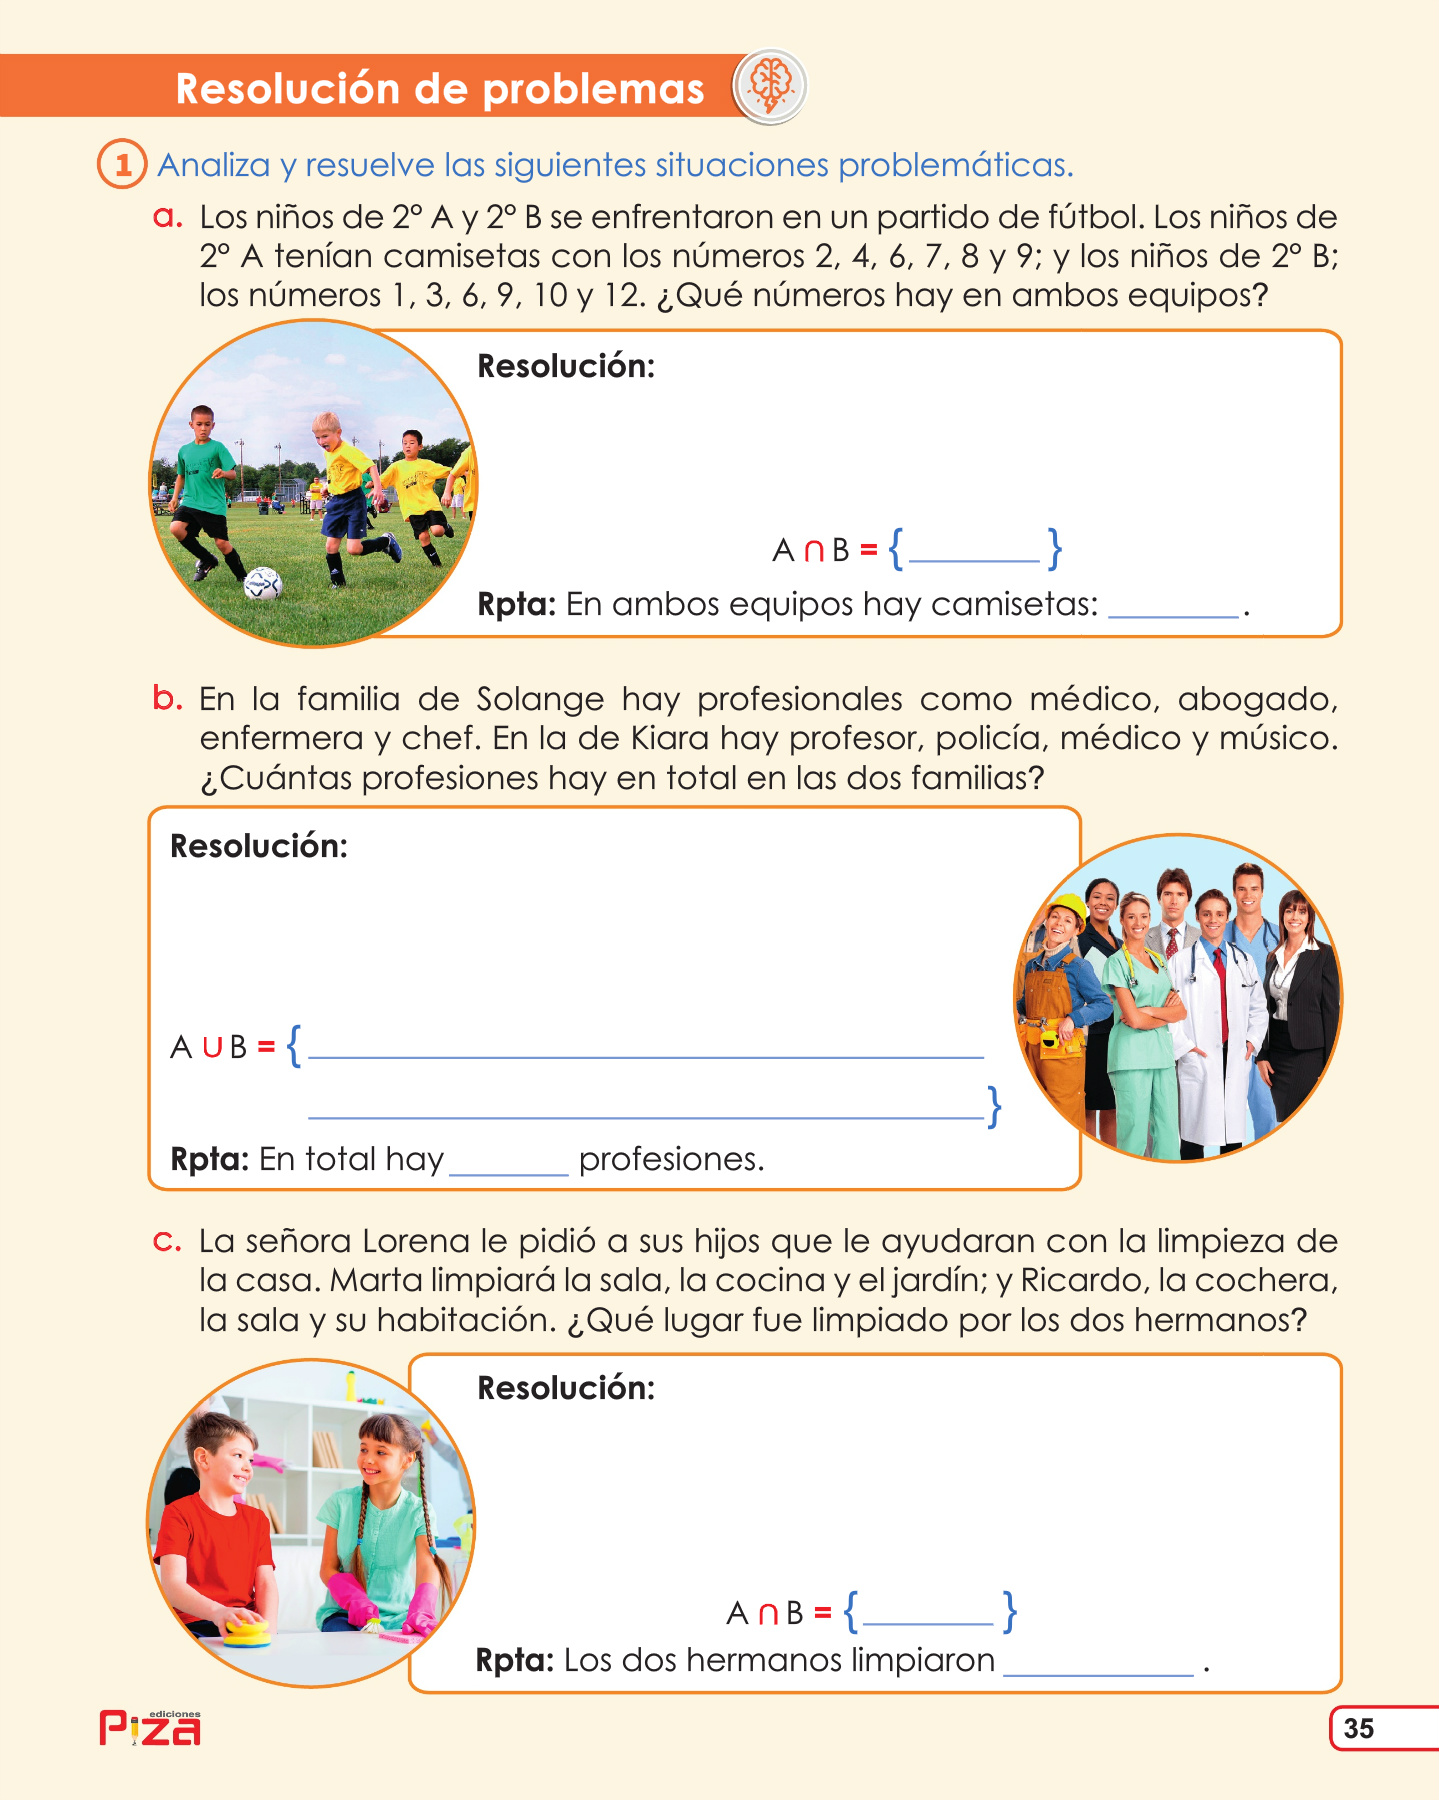 Resolución de problemas
1 Analiza y resuelve las siguientes situaciones problemáticas.
a. Los niños de 2° A y 2° B se enfrentaron en un partido de fútbol. Los niños de
2° A tenían camisetas con los números 2, 4, 6, 7, 8 y 9; y los niños de 2° B;
los números 1, 3, 6, 9, 10 y 12. ¿Qué números hay en ambos equipos?
Resolución:
A ∩ B = { ________ }
Rpta: En ambos equipos hay camisetas: ________ .
b. En la familia de Solange hay profesionales como médico, abogado,
enfermera y chef. En la de Kiara hay profesor, policía, médico y músico.
¿Cuántas profesiones hay en total en las dos familias?
Resolución:
A ∪ B = { ________
________ }
Rpta: En total hay ________ profesiones.
c. La señora Lorena le pidió a sus hijos que le ayudaran con la limpieza de
la casa. Marta limpiará la sala, la cocina y el jardín; y Ricardo, la cochera,
la sala y su habitación. ¿Qué lugar fue limpiado por los dos hermanos?
Resolución:
A ∩ B = { ________ }
Rpta: Los dos hermanos limpiaron ________ .
ediciones
Piza
35